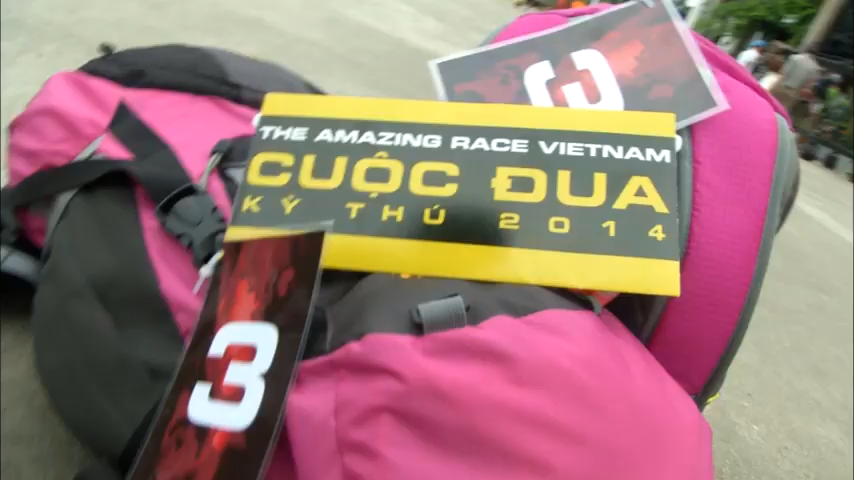 3
THE AMAZING RACE VIETNAM
CUỘC ĐUA
KỲ THÚ 2014
3